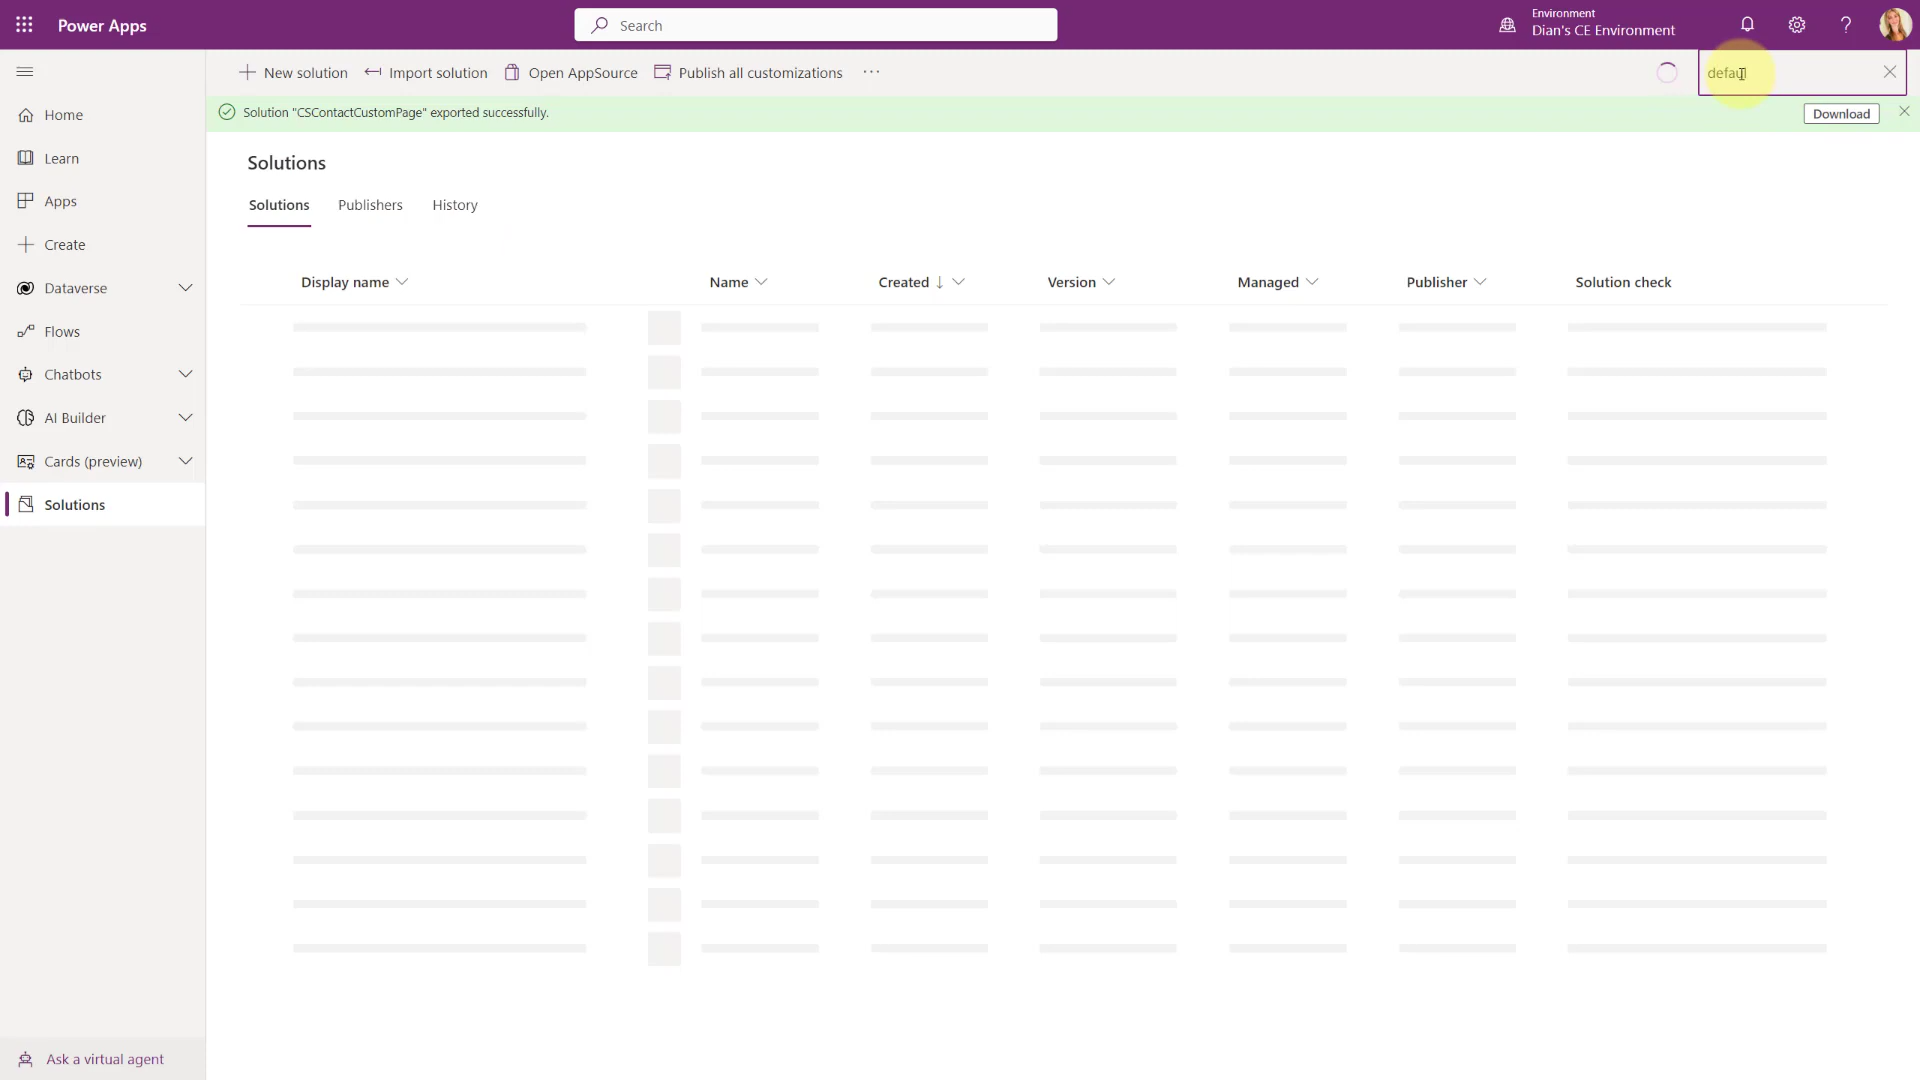 Power Apps
Search
Environment
Dian's CE Environment
New solution
Import solution
Open AppSource
Publish all customizations
defaul
Solution "CSContactCustomPage" exported successfully.
Download
Home
Learn
Apps
Create
Dataverse
Flows
Chatbots
AI Builder
Cards (preview)
Solutions
Ask a virtual agent
Solutions
Solutions
Publishers
History
Display name
Name
Created
Version
Managed
Publisher
Solution check